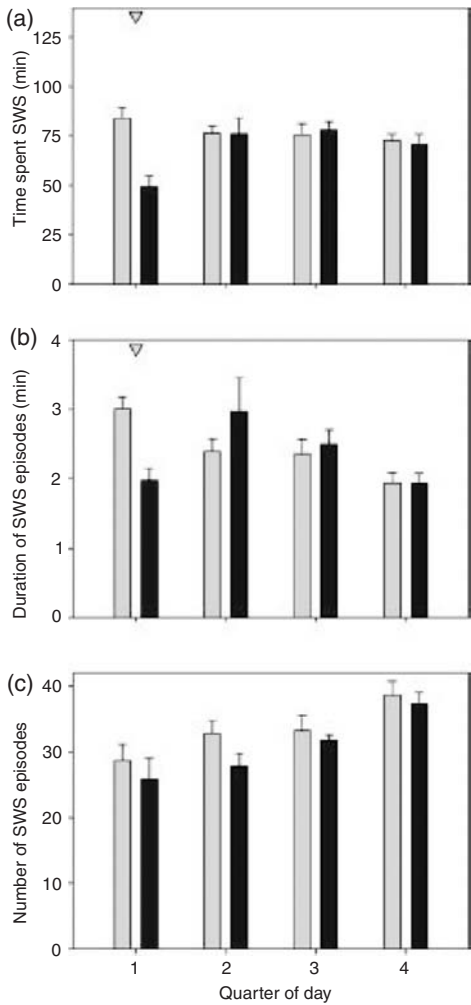 (a)
Time spent SWS (min)
125
100
75
50
25
0
(b)
Duration of SWS episodes (min)
4
3
2
1
0
(c)
Number of SWS episodes
40
30
20
10
0
1 2 3 4
Quarter of day